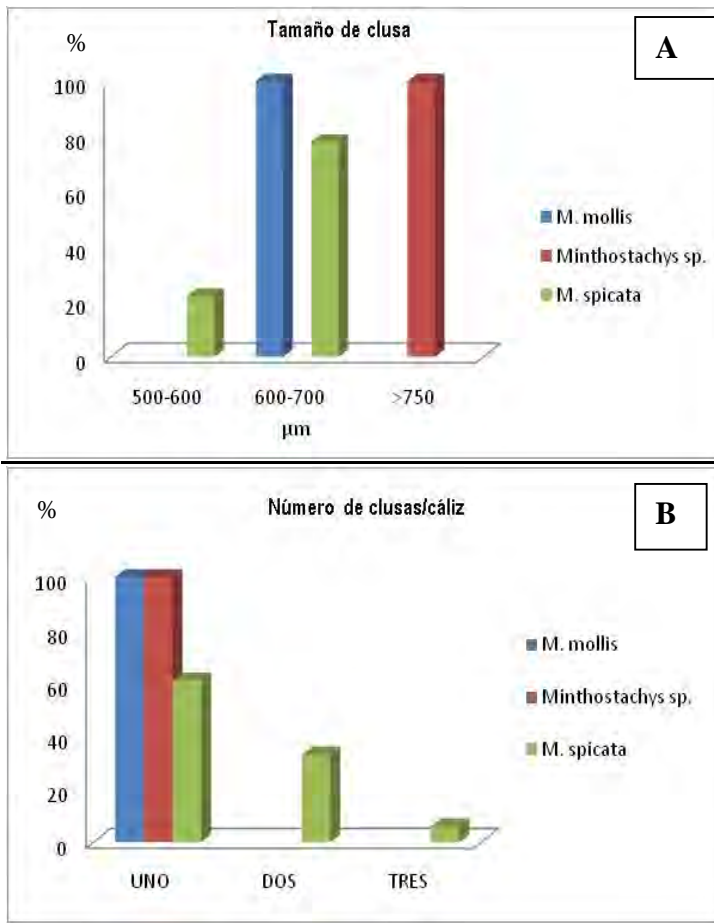 Tamaño de clusa
A
%
100
80
60
40
20
0
500-600 600-700 >750
µm
M. mollis
Minthostachys sp.
M. spicata
Número de clusas/cáliz
B
%
100
80
60
40
20
0
UNO DOS TRES
M. mollis
Minthostachys sp.
M. spicata